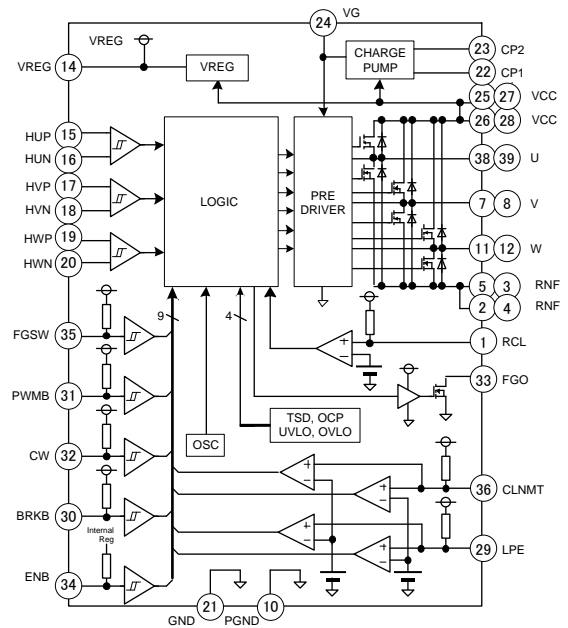 24 VG
VREG
VREG 14
VREG
CHARGE
PUMP
23 CP2
22 CP1
25 27 VCC
26 28 VCC
HUP 15
HUN 16
HVP 17
HVN 18
HWP 19
HWN 20
LOGIC
PRE
DRIVER
38 39 U
7 8 V
11 12 W
5 3 RNF
2 4 RNF
9
4
FGSW 35
1 RCL
33 FGO
PWMB 31
CW 32
OSC
TSD, OCP
UVLO, OVLO
BRKB 30
36 CLNMT
Internal
Reg
29 LPE
ENB 34
GND 21
PGND 10
+
−
+
−
+
−
+
−
+
−